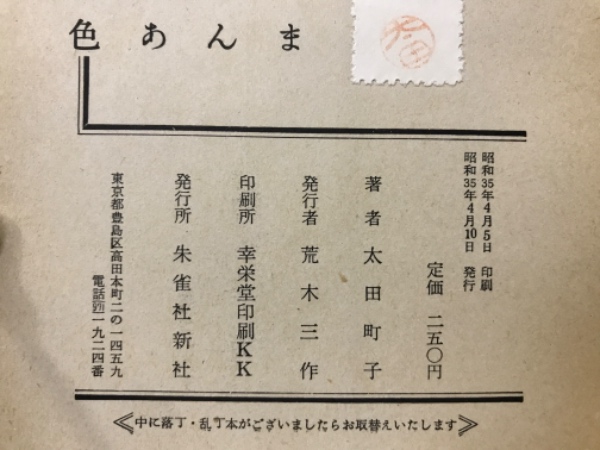 色あんま
昭和35年4月5日 印刷
昭和35年4月10日 発行
定価 二五〇円
著者 太田町子
発行者 荒木三作
印刷所 幸栄堂印刷KK
発行所 朱雀社新社
東京都豊島区高田本町二の一四五九
一九二四番
≪中に落丁・乱丁本がございましたらお取替えいたします≫